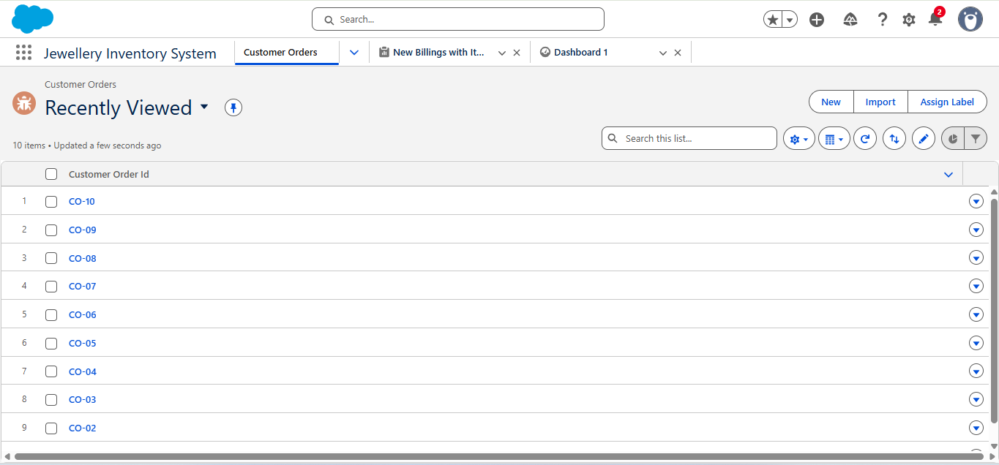 Search...
2
Jewellery Inventory System
Customer Orders
New Billings with It...
Dashboard 1
Customer Orders
Recently Viewed
New
Import
Assign Label
10 items • Updated a few seconds ago
Search this list...
Customer Order Id
1 CO-10
2 CO-09
3 CO-08
4 CO-07
5 CO-06
6 CO-05
7 CO-04
8 CO-03
9 CO-02